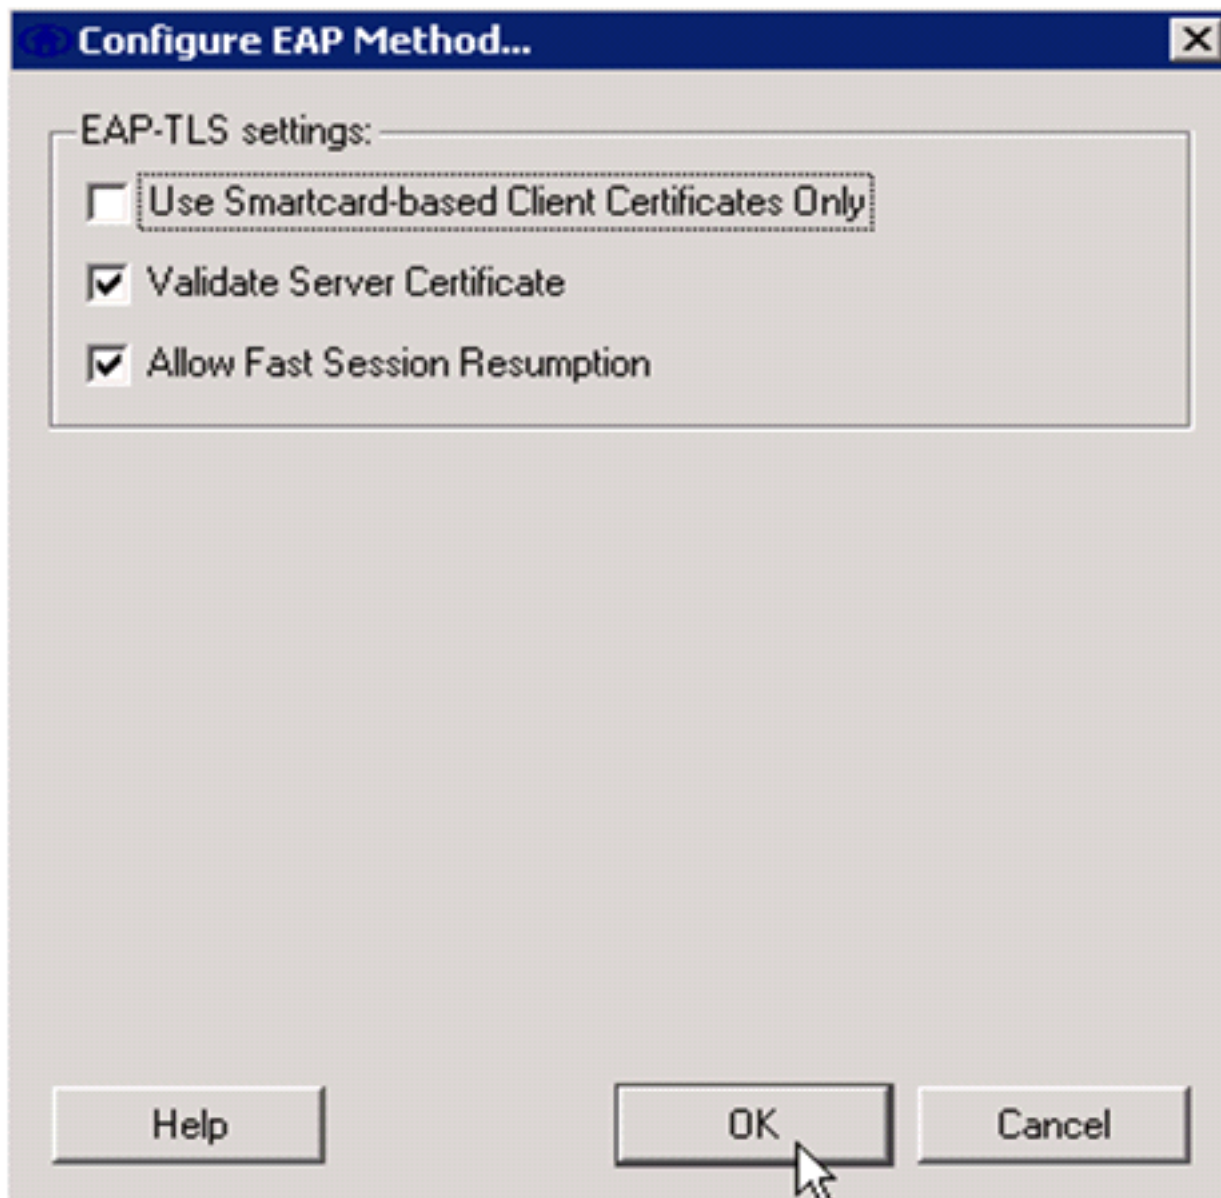 Configure EAP Method...
EAP-TLS settings:
Use Smartcard-based Client Certificates Only
Validate Server Certificate
Allow Fast Session Resumption
Help OK Cancel